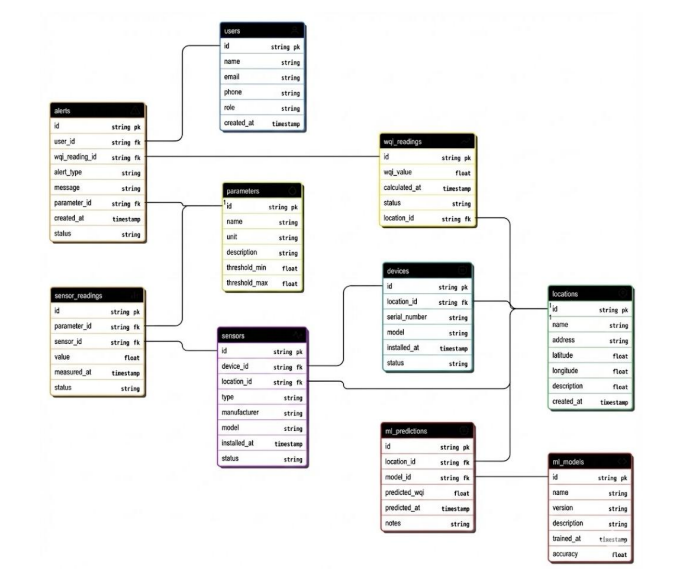 users
id string pk
name string
email string
phone string
role string
created_at timestamp
alerts
id string pk
user_id string fk
wqi_reading_id string fk
alert_type string
message string
parameter_id string fk
created_at timestamp
status string
wqi_readings
id string pk
wqi_value float
calculated_at timestamp
status string
location_id string fk
parameters
1
id string pk
name string
unit string
description string
threshold_min float
threshold_max float
devices
id string pk
location_id string fk
serial_number string
model string
installed_at timestamp
status string
sensor_readings
id string pk
parameter_id string fk
sensor_id string fk
value float
measured_at timestamp
status string
locations
1
id string pk
1
name string
address string
latitude float
longitude float
description float
created_at timestamp
sensors
id string pk
device_id string fk
location_id string fk
type string
manufacturer string
model string
installed_at timestamp
status string
ml_predictions
id string pk
location_id string fk
model_id string fk
predicted_wqi float
predicted_at timestamp
notes string
ml_models
id string pk
name string
version string
description string
trained_at timestamp
accuracy float